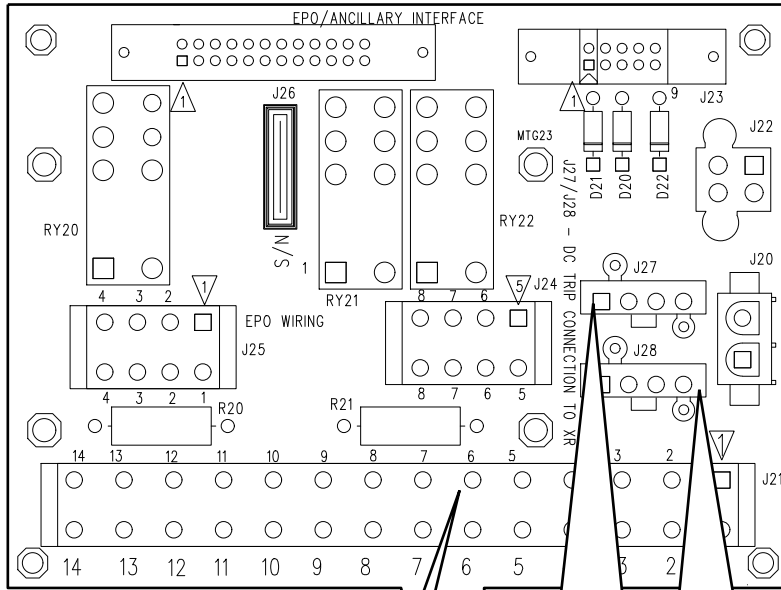 EPO/ANCILLARY INTERFACE
1
J26
1
9
J23
MTG23
J22
D21
D20
D22
RY20
N/S
1
RY21
RY22
J27/J28 - DC TRIP CONNECTION TO XR
J27
J20
4 3 2 1
EPO WIRING
J25
8 7 6 5
J24
J28
4 3 2 1
8 7 6 5
R20
R21
14 13 12 11 10 9 8 7 6 5 3 2 1
J21
14 13 12 11 10 9 8 7 6 5 3 2